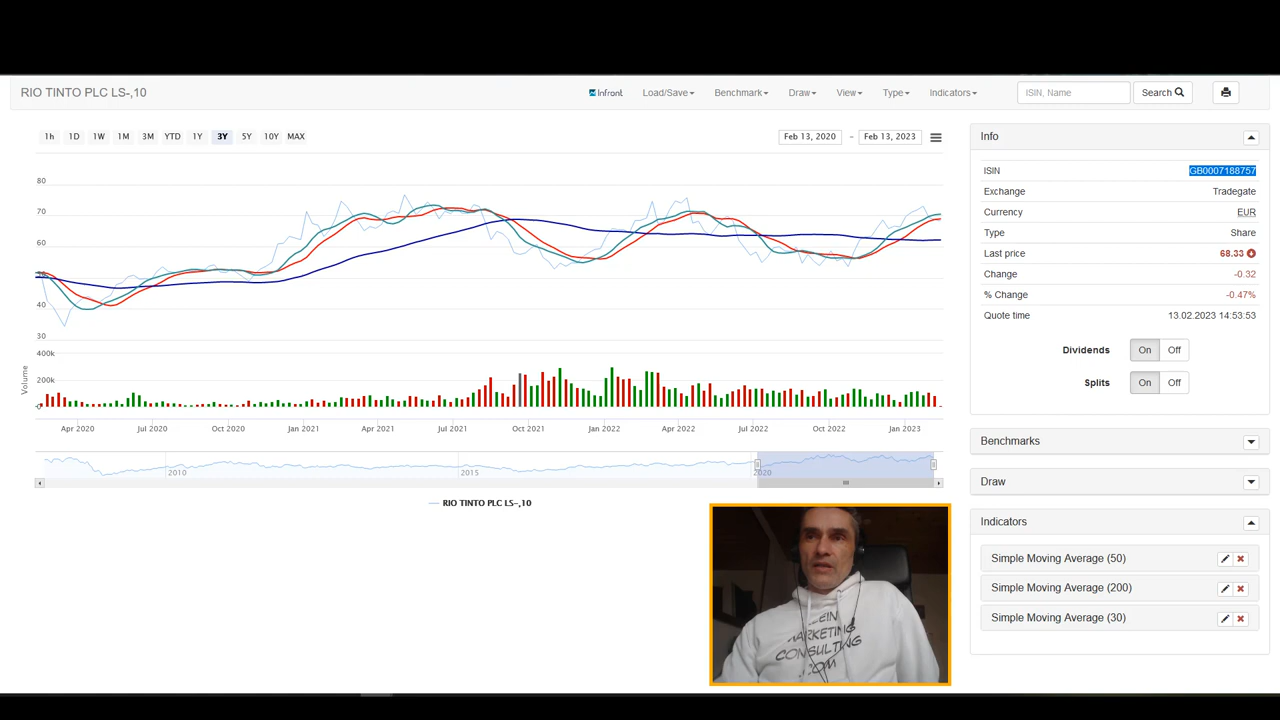 RIO TINTO PLC LS-,10
Infront
Load/Save
Benchmark
Draw
View
Type
Indicators
ISIN, Name
Search
1h 1D 1W 1M 3M YTD 1Y 3Y 5Y 10Y MAX
Feb 13, 2020 - Feb 13, 2023
80
70
60
40
30
400k
200k
0
Volume
Apr 2020 Jul 2020 Oct 2020 Jan 2021 Apr 2021 Jul 2021 Oct 2021 Jan 2022 Apr 2022 Jul 2022 Oct 2022 Jan 2023
2010 2015 2020
RIO TINTO PLC LS-,10
Info
ISIN GB0007188757
Exchange Tradegate
Currency EUR
Type Share
Last price 68.33
Change -0.32
% Change -0.47%
Quote time 13.02.2023 14:53:53
Dividends On Off
Splits On Off
Benchmarks
Draw
Indicators
Simple Moving Average (50)
Simple Moving Average (200)
Simple Moving Average (30)
MARKETING
CONSULTING
.COM